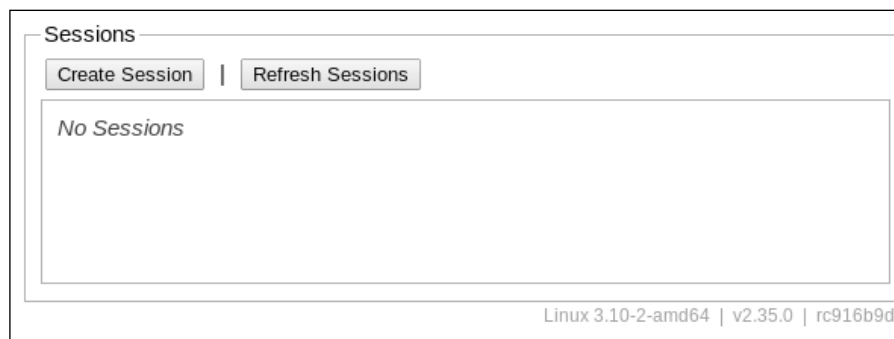 Sessions
Create Session | Refresh Sessions
No Sessions
Linux 3.10-2-amd64 | v2.35.0 | rc916b9d